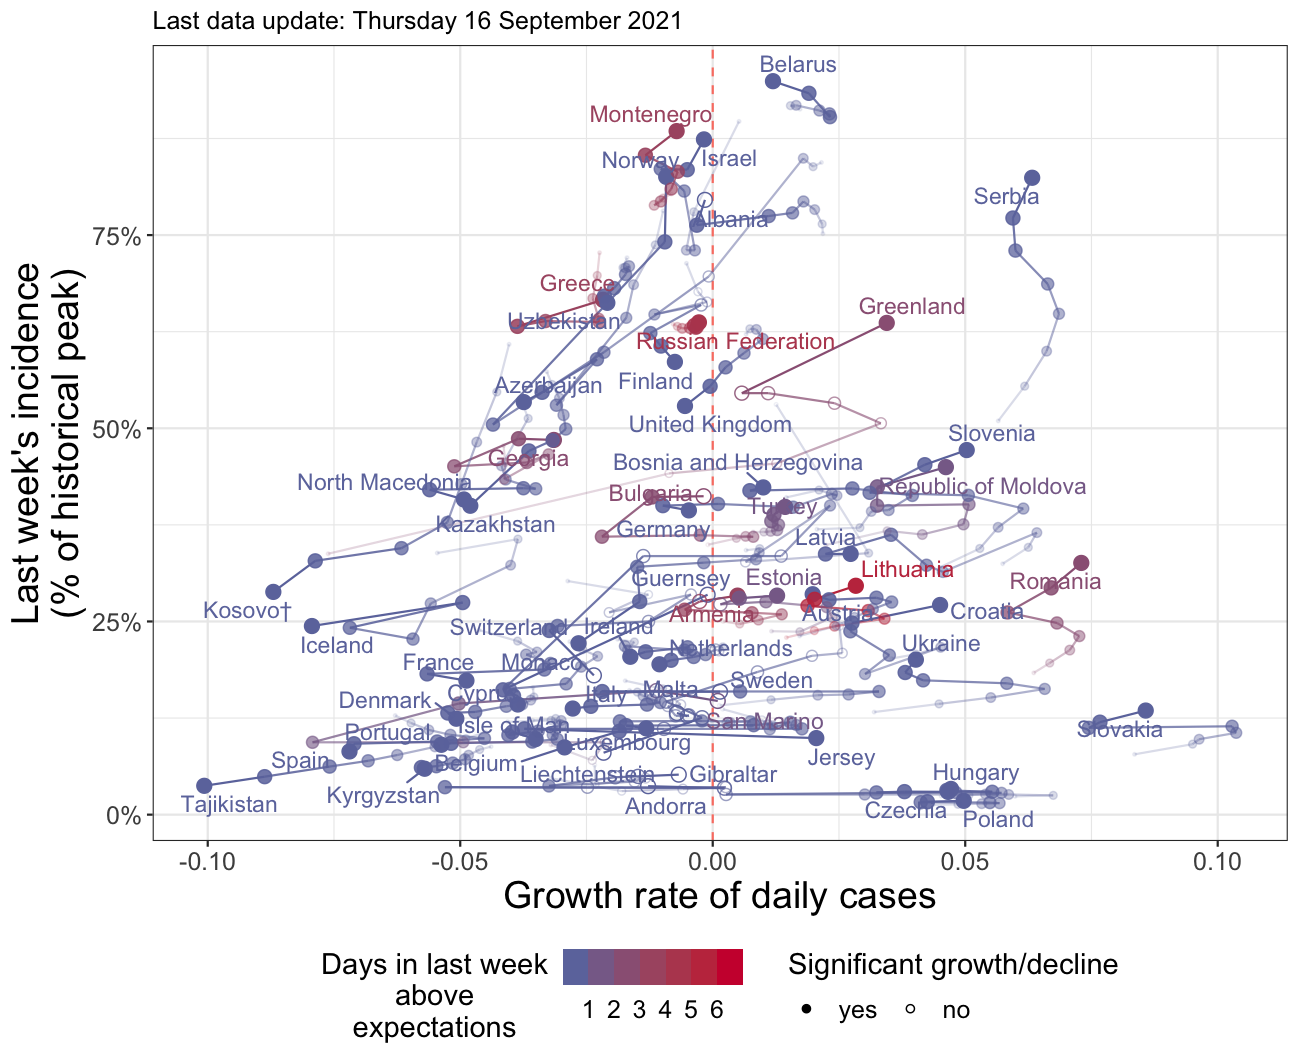 Last data update: Thursday 16 September 2021
Last week's incidence
(% of historical peak)
75%
50%
25%
0%
Belarus
Montenegro
Norway
Israel
Serbia
Albania
Greece
Uzbekistan
Greenland
Russian Federation
Finland
Azerbaijan
United Kingdom
Slovenia
Georgia
Bosnia and Herzegovina
North Macedonia
Republic of Moldova
Bulgaria
Turkey
Kazakhstan
Germany
Latvia
Guernsey
Estonia
Lithuania
Romania
Kosovo†
Armenia
Austria
Croatia
Iceland
Switzerland
Ireland
Netherlands
Ukraine
France
Monaco
Sweden
Denmark
Cyprus
Italy
Malta
San Marino
Portugal
Isle of Man
Luxembourg
Slovakia
Spain
Belgium
Jersey
Tajikistan
Kyrgyzstan
Liechtenstein
Gibraltar
Hungary
Andorra
Czechia
Poland
-0.10
-0.05
0.00
0.05
0.10
Growth rate of daily cases
Days in last week
above
expectations
1 2 3 4 5 6
Significant growth/decline
yes
no